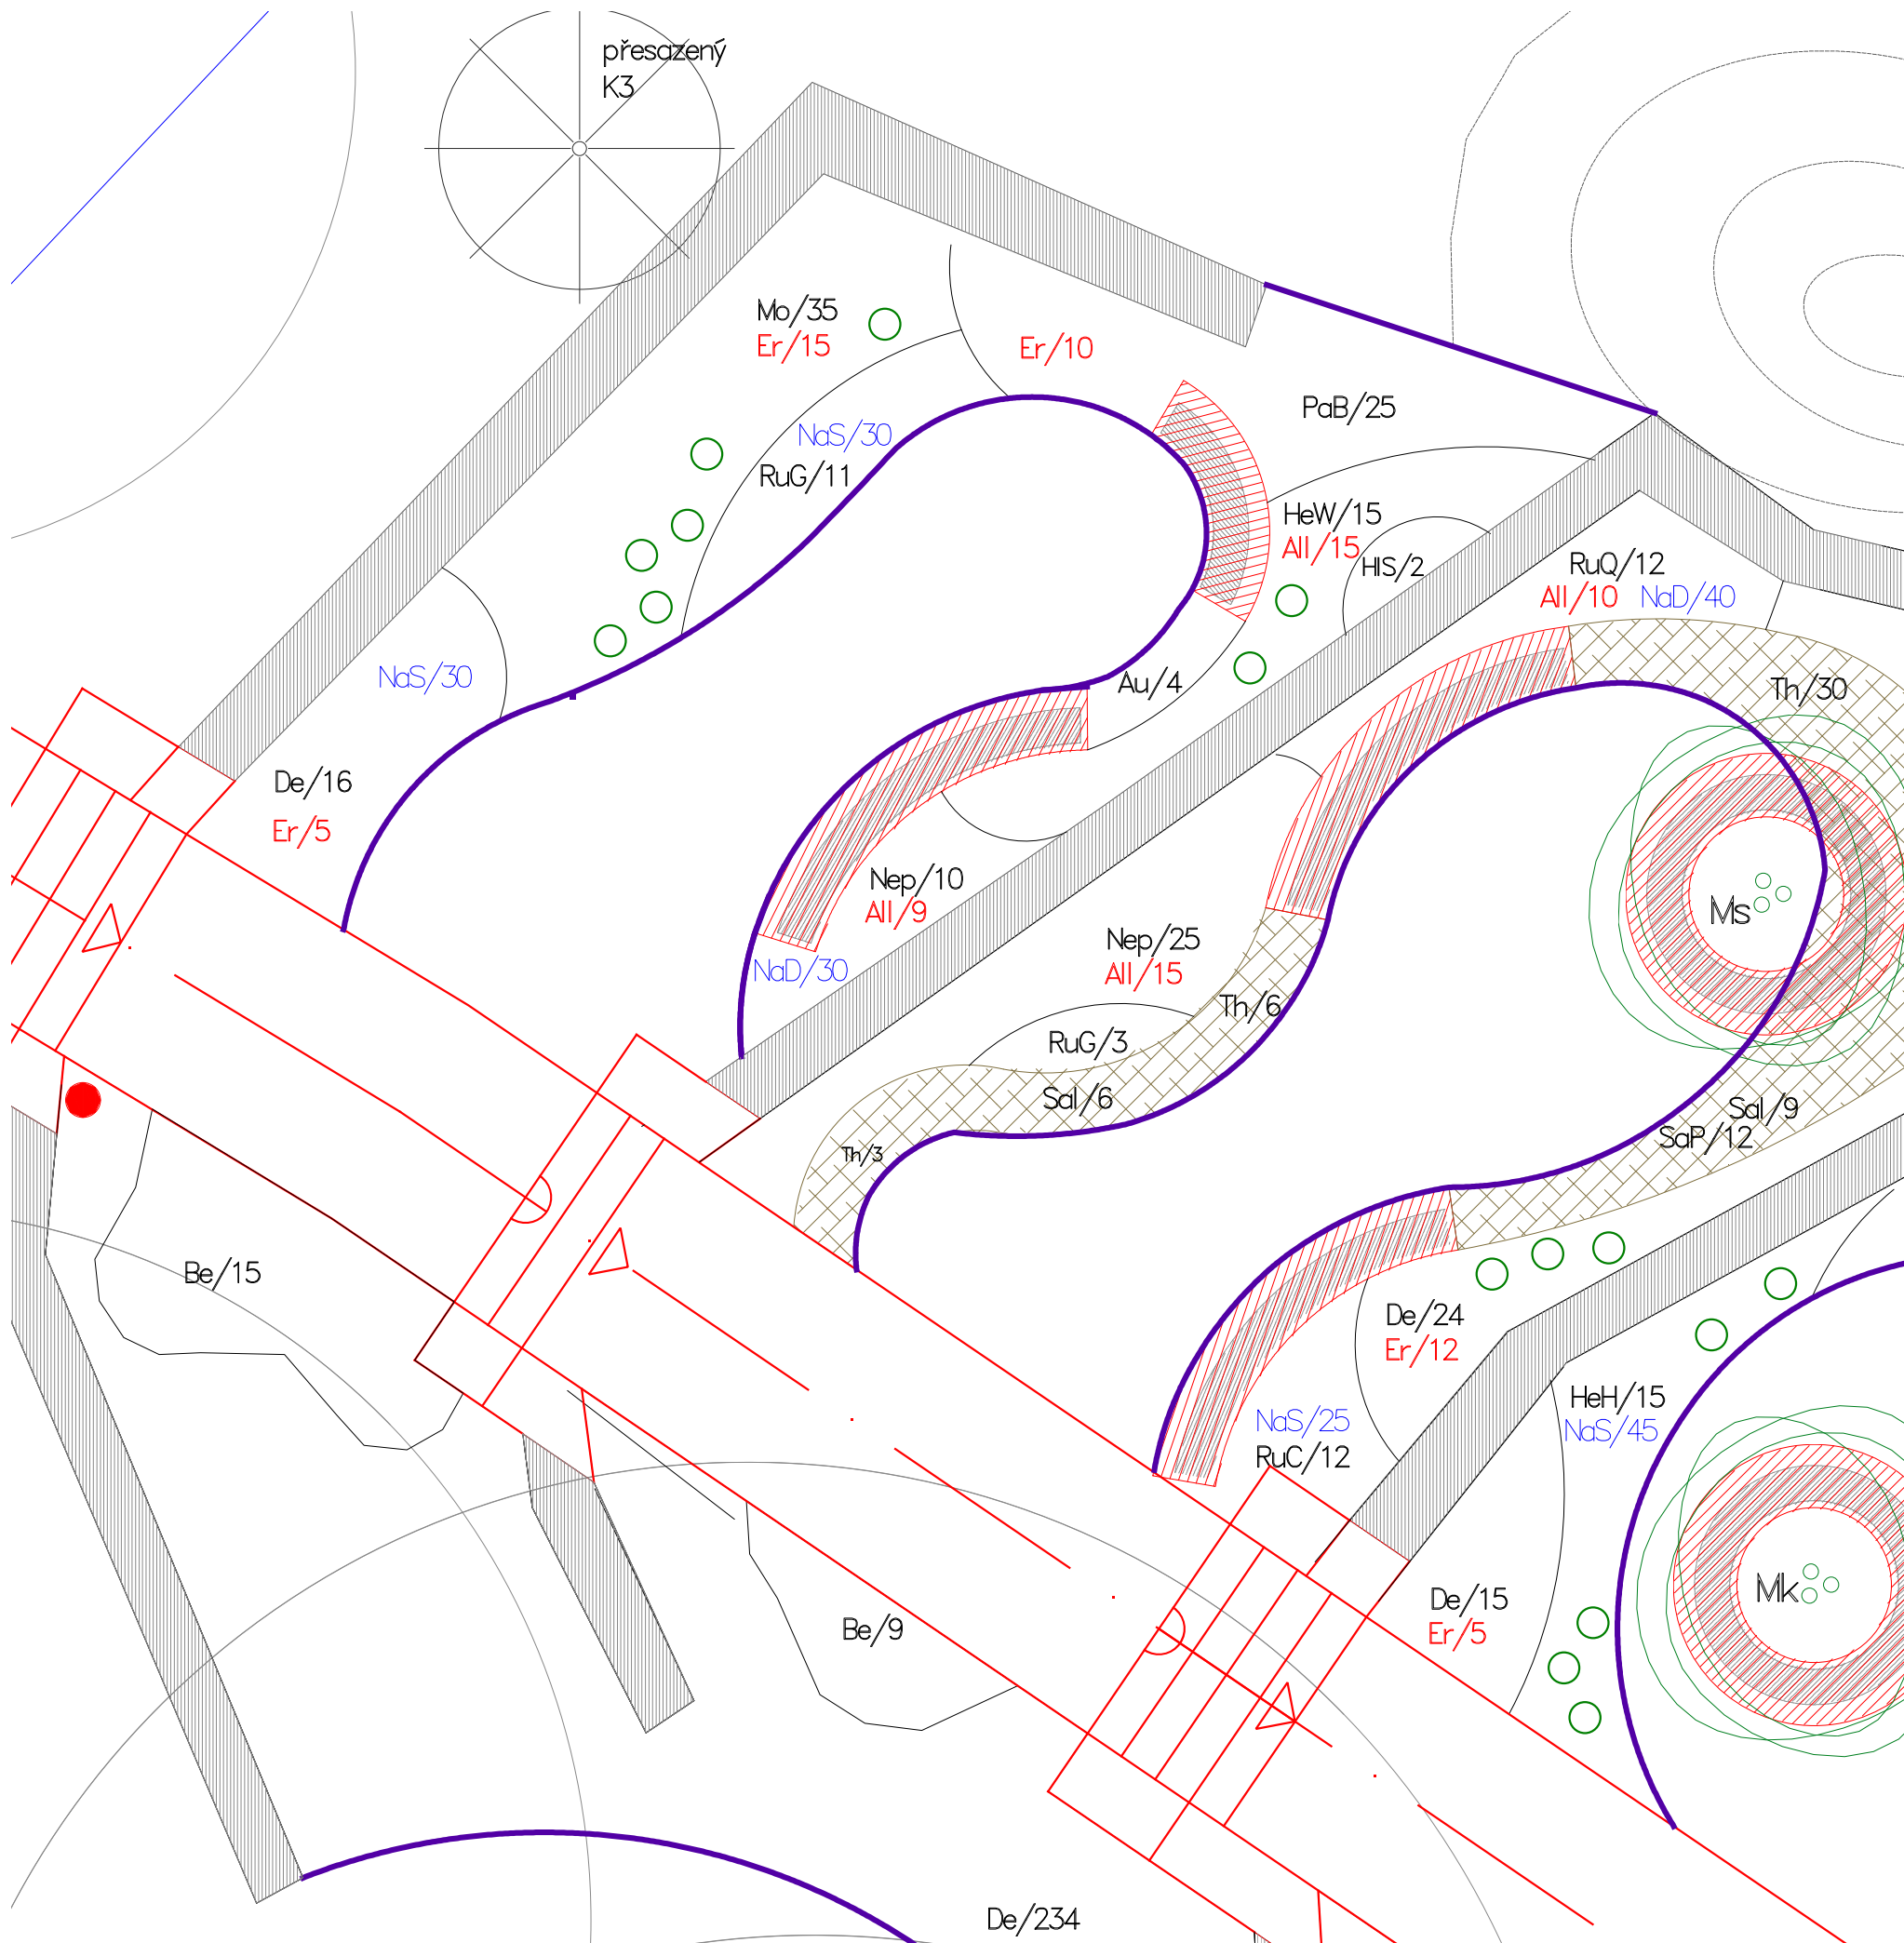 přesazený
K3
Mo/35
Er/15
Er/10
PaB/25
NaS/30
RuG/11
HeW/15
All/15
HlS/2
RuQ/12
All/10 NaD/40
NaS/30
Au/4
Th/30
De/16
Er/5
Nep/10
All/9
Ms
NaD/30
Nep/25
All/15
Th/6
RuG/3
Sal/6
Sal/9
SaP/12
Th/3
Be/15
De/24
Er/12
HeH/15
NaS/45
NaS/25
RuC/12
Mk
De/15
Er/5
Be/9
De/234